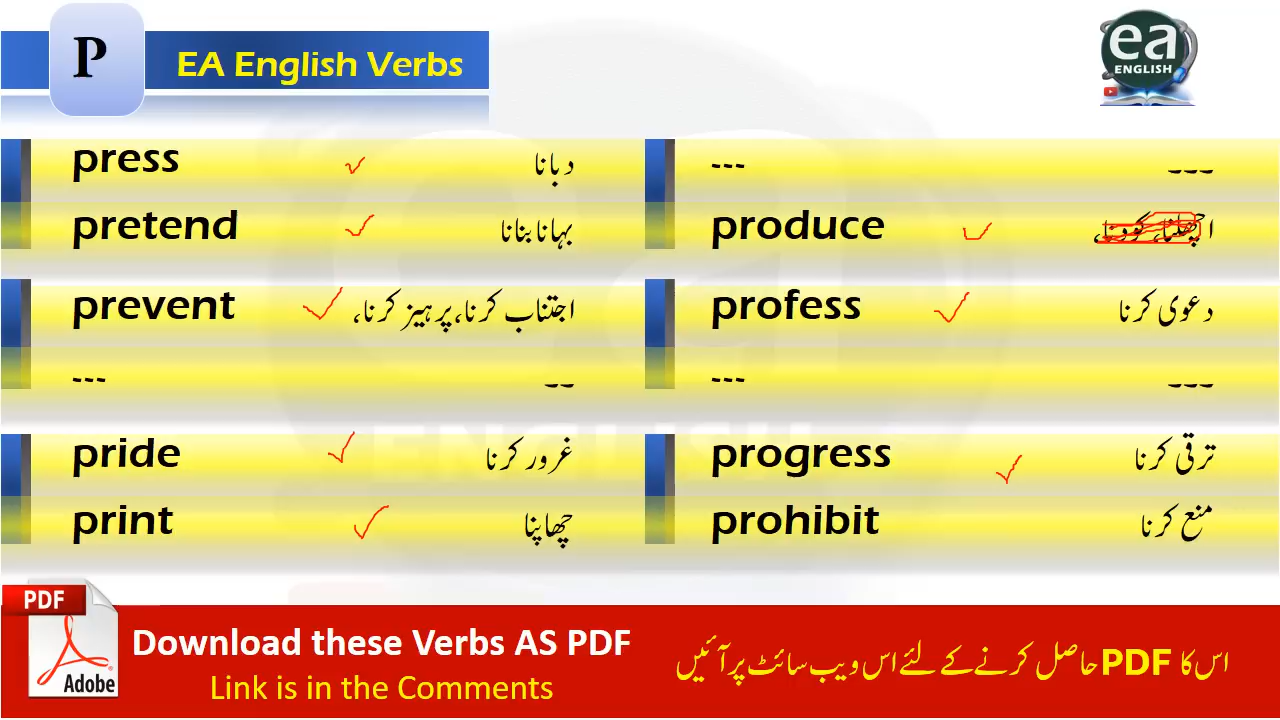 P
EA English Verbs
ea
ENGLISH
press دبانا
pretend بہانا بنانا
prevent اجتناب کرنا، پرہیز کرنا،
--- --
pride غرور کرنا
print چھاپنا
--- ---
produce اچھلنا، کودنا،
profess دعوی کرنا
--- ---
progress ترقی کرنا
prohibit منع کرنا
PDF
Adobe
Download these Verbs AS PDF
Link is in the Comments
اس کا PDF حاصل کرنے کے لئے اس ویب سائٹ پر آئیں